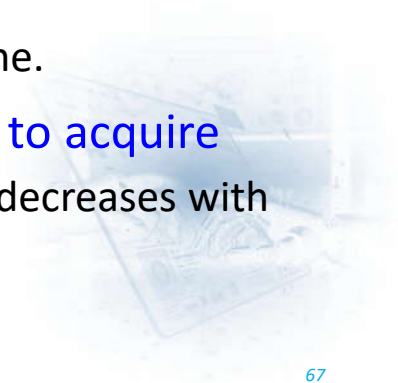 ne.
to acquire
decreases with
67